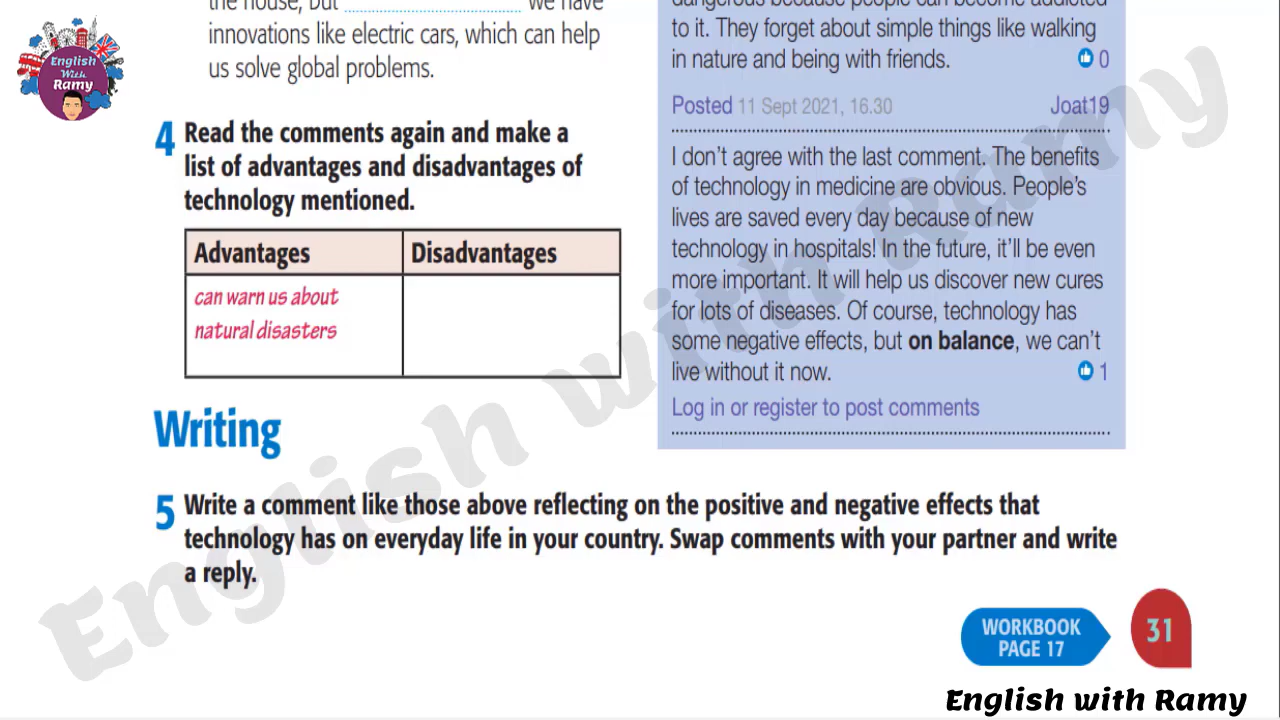 the house, but ................ we have
innovations like electric cars, which can help
us solve global problems.
4 Read the comments again and make a
list of advantages and disadvantages of
technology mentioned.
Advantages Disadvantages
can warn us about
natural disasters
Writing
5 Write a comment like those above reflecting on the positive and negative effects that
technology has on everyday life in your country. Swap comments with your partner and write
a reply.
dangerous because people can become addicted
to it. They forget about simple things like walking
in nature and being with friends. 0
Posted 11 Sept 2021, 16.30 Joat19
I don't agree with the last comment. The benefits
of technology in medicine are obvious. People's
lives are saved every day because of new
technology in hospitals! In the future, it'll be even
more important. It will help us discover new cures
for lots of diseases. Of course, technology has
some negative effects, but on balance, we can't
live without it now. 1
Log in or register to post comments
WORKBOOK
PAGE 17
31
English with Ramy
English
With
Ramy
English with Ramy